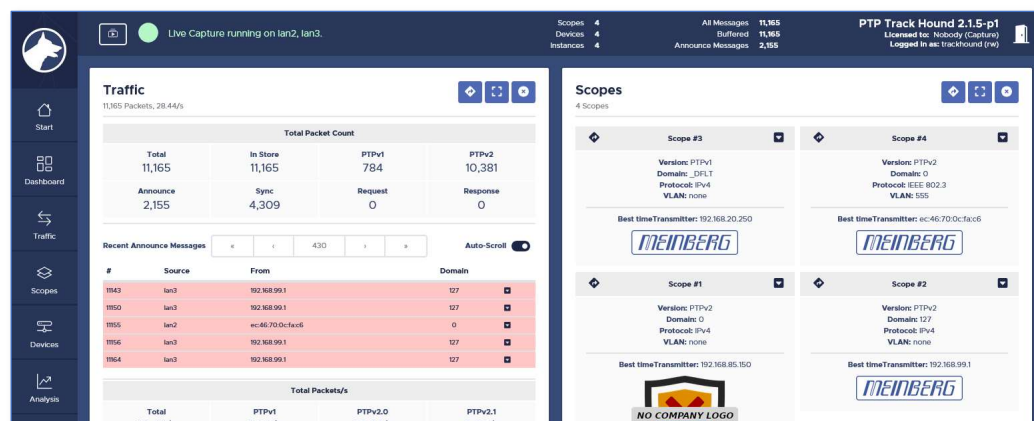 Live Capture running on lan2, lan3.
Scopes 4
Devices 4
Instances 4
All Messages 11,165
Buffered 11,165
Announce Messages 2,155
PTP Track Hound 2.1.5-p1
Licensed to: Nobody (Capture)
Logged in as: trackhound (rw)
Start
Dashboard
Traffic
Scopes
Devices
Analysis
Traffic
11,165 Packets, 28.44/s
Total Packet Count
Total In Store PTPv1 PTPv2
11,165 11,165 784 10,381
Announce Sync Request Response
2,155 4,309 0 0
Recent Announce Messages « ‹ 430 › » Auto-Scroll
# Source From Domain
11143 lan3 192.168.99.1 127
11150 lan3 192.168.99.1 127
11155 lan2 ec:46:70:0c:fa:c6 0
11156 lan3 192.168.99.1 127
11164 lan3 192.168.99.1 127
Total Packets/s
Total PTPv1 PTPv2.0 PTPv2.1
Scopes
4 Scopes
Scope #3
Version: PTPv1
Domain: _DFLT
Protocol: IPv4
VLAN: none
Best timeTransmitter: 192.168.20.250
MEINBERG
Scope #4
Version: PTPv2
Domain: 0
Protocol: IEEE 802.3
VLAN: 555
Best timeTransmitter: ec:46:70:0c:fa:c6
MEINBERG
Scope #1
Version: PTPv2
Domain: 0
Protocol: IPv4
VLAN: none
Best timeTransmitter: 192.168.85.150
NO COMPANY LOGO
Scope #2
Version: PTPv2
Domain: 127
Protocol: IPv4
VLAN: none
Best timeTransmitter: 192.168.99.1
MEINBERG